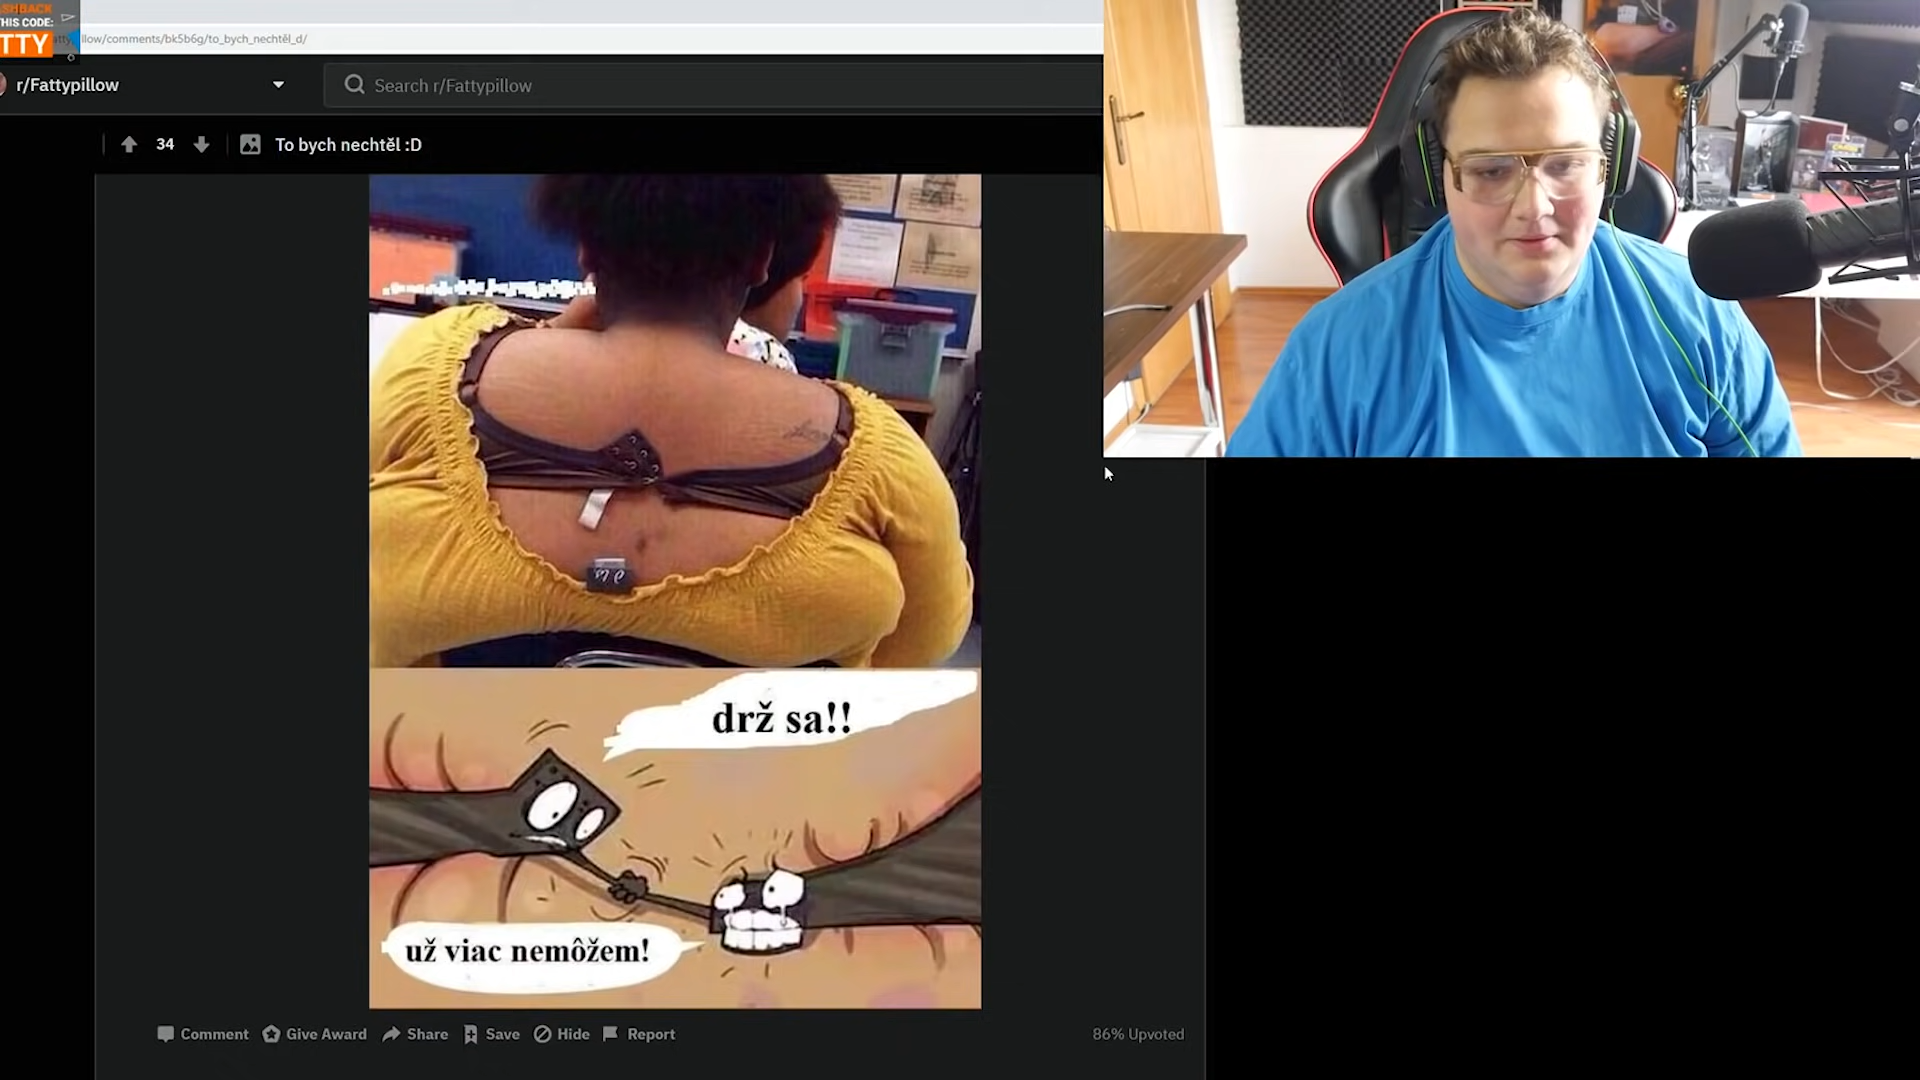 HIS CODE:
TTY
llow/comments/bk5b6g/to_bych_nechtěl_d/
r/Fattypillow
Search r/Fattypillow
34
To bych nechtěl :D
drž sa!!
už viac nemôžem!
Comment Give Award Share Save Hide Report
86% Upvoted